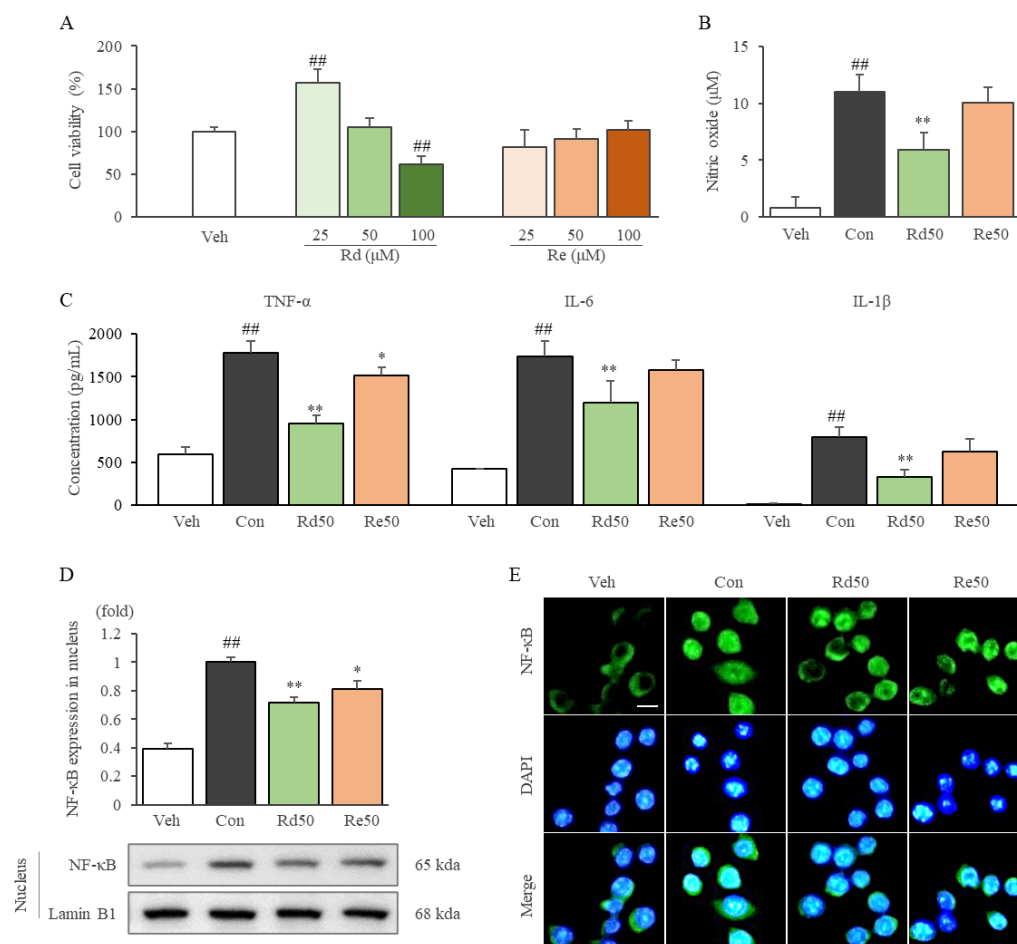 A
Cell viability (%)
200
150
100
50
0
##
##
Veh
25 50 100
Rd (μM)
25 50 100
Re (μM)
B
Nitric oxide (μM)
15
10
5
0
##
**
Veh Con Rd50 Re50
C
TNF-α IL-6 IL-1β
Concentration (pg/mL)
2000
1500
1000
500
0
##
**
*
##
**
##
**
Veh Con Rd50 Re50 Veh Con Rd50 Re50 Veh Con Rd50 Re50
D
(fold)
NF-κB expression in nucleus
1.2
1
0.8
0.6
0.4
0.2
0
##
**
*
Veh Con Rd50 Re50
Nucleus
NF-κB 65 kda
Lamin B1 68 kda
E
Veh Con Rd50 Re50
NF-κB
DAPI
Merge